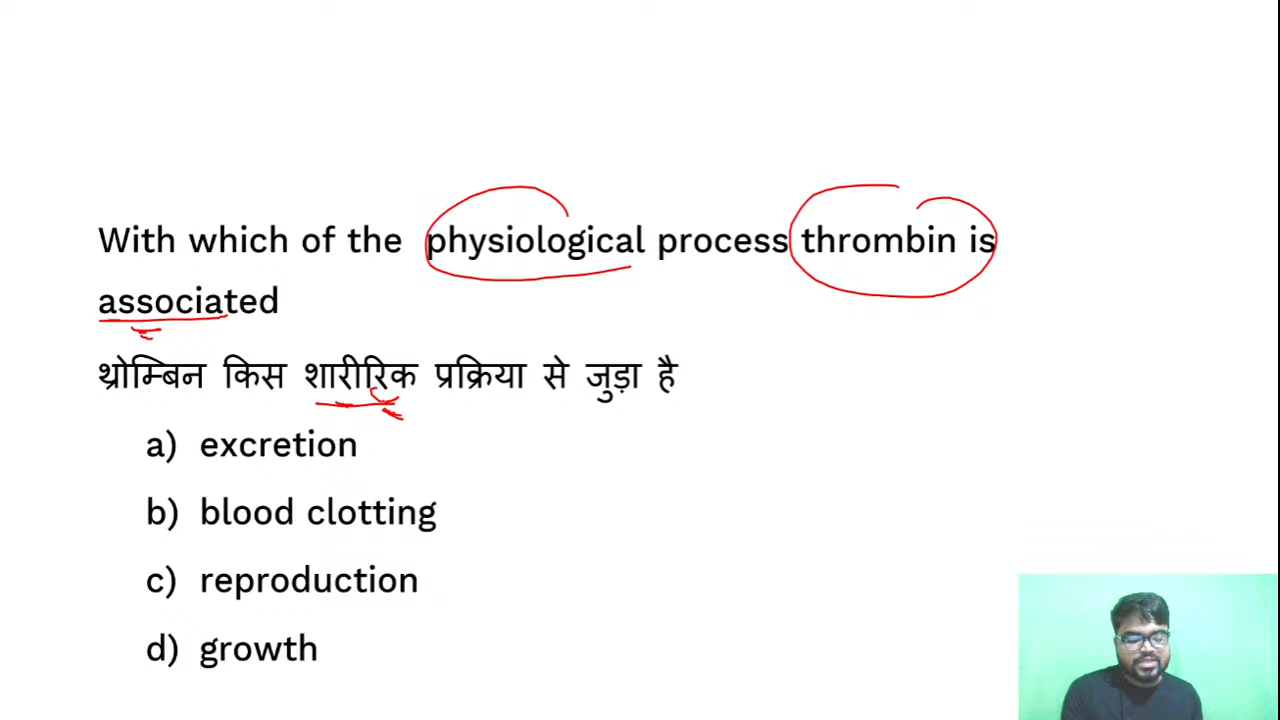 With which of the physiological process thrombin is
associated
थ्रोम्बिन किस शारीरिक प्रक्रिया से जुड़ा है
a) excretion
b) blood clotting
c) reproduction
d) growth